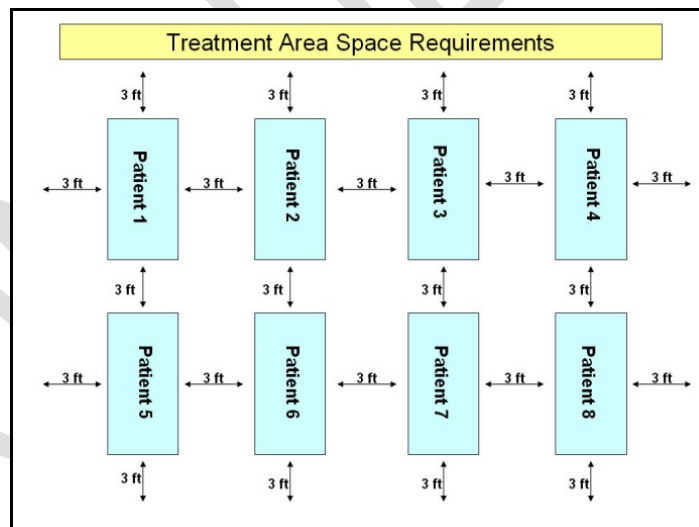 Treatment Area Space Requirements
3 ft 3 ft 3 ft 3 ft
3 ft Patient 1 3 ft Patient 2 3 ft Patient 3 3 ft Patient 4 3 ft
3 ft 3 ft 3 ft 3 ft
3 ft Patient 5 3 ft Patient 6 3 ft Patient 7 3 ft Patient 8 3 ft
3 ft 3 ft 3 ft 3 ft